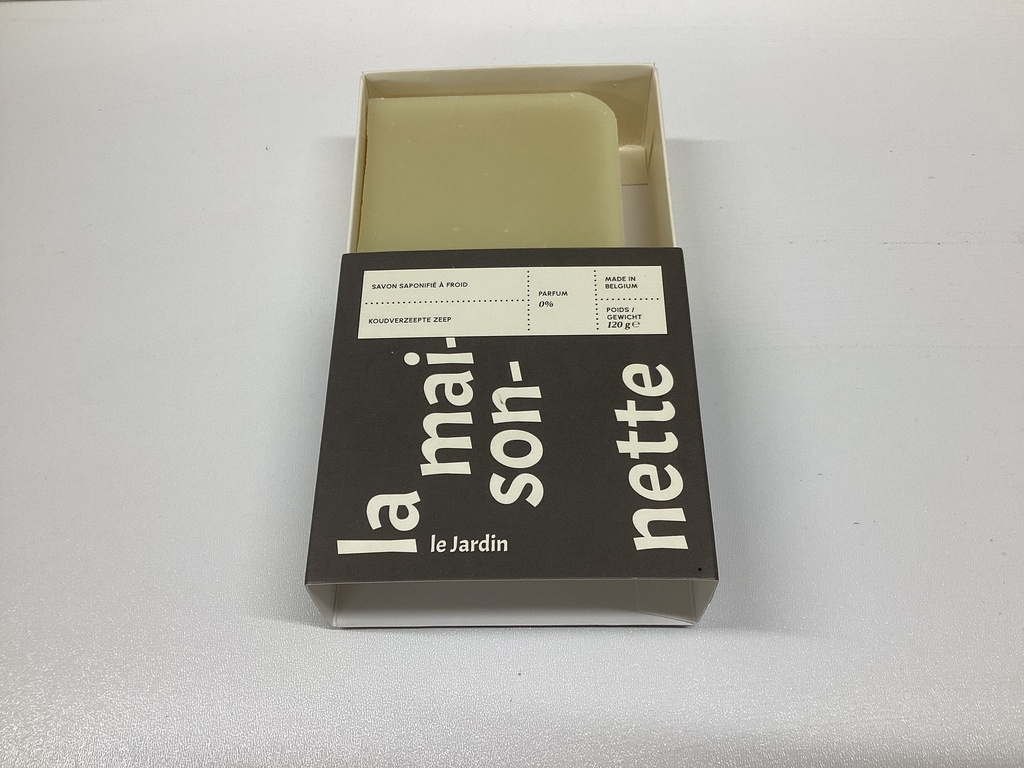 SAVON SAPONIFIÉ À FROID
KOUDVERZEEPTE ZEEP
PARFUM
0%
MADE IN
BELGIUM
POIDS /
GEWICHT
120 g ℮
la
mai-
son-
nette
le Jardin